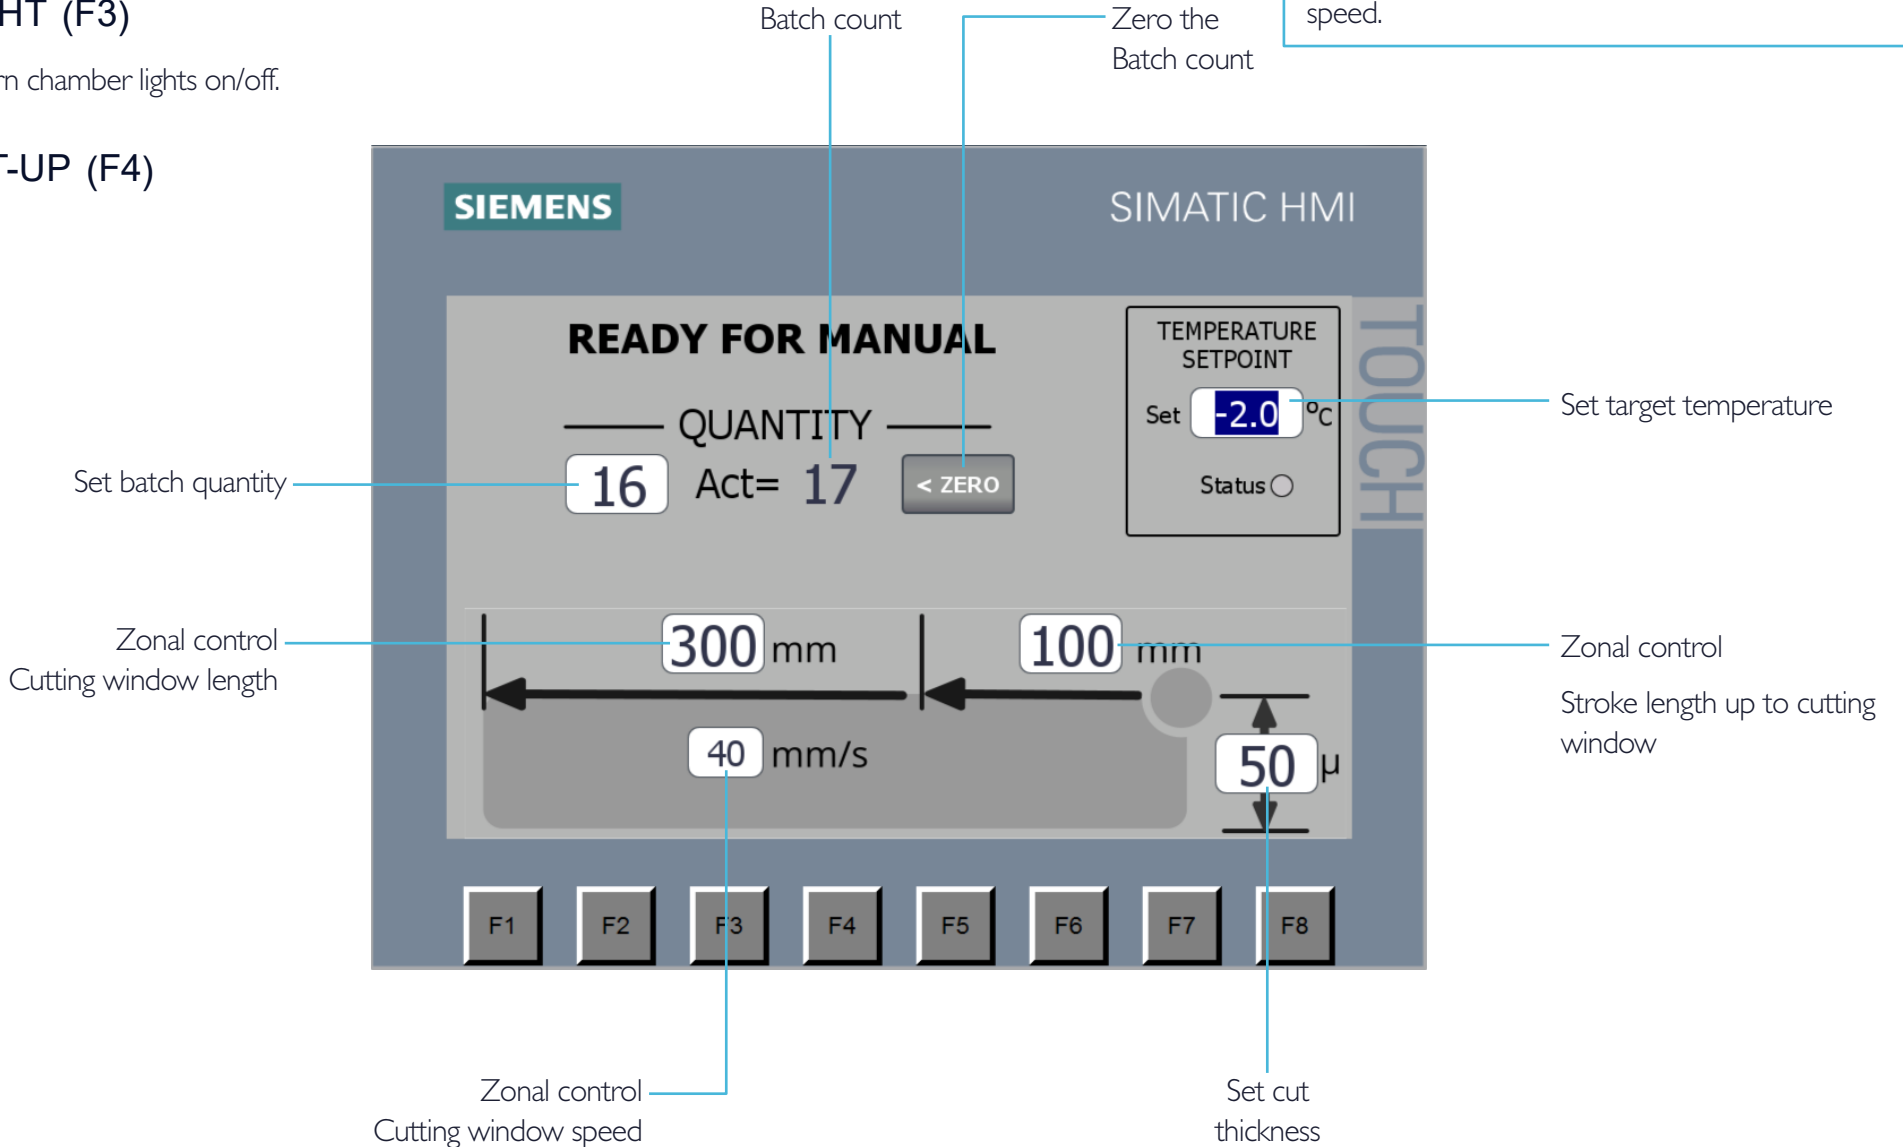 (F3)
chamber lights on/off.
(F4)
Batch count
Zero the
Batch count
speed.
SIEMENS
SIMATIC HMI
TOUCH
READY FOR MANUAL
TEMPERATURE
SETPOINT
Set -2.0 °C
Status
QUANTITY
16 Act= 17 < ZERO
Set target temperature
Set batch quantity
300 mm
100 mm
40 mm/s
50 µ
Zonal control
Cutting window length
Zonal control
Stroke length up to cutting
window
F1 F2 F3 F4 F5 F6 F7 F8
Zonal control
Cutting window speed
Set cut
thickness